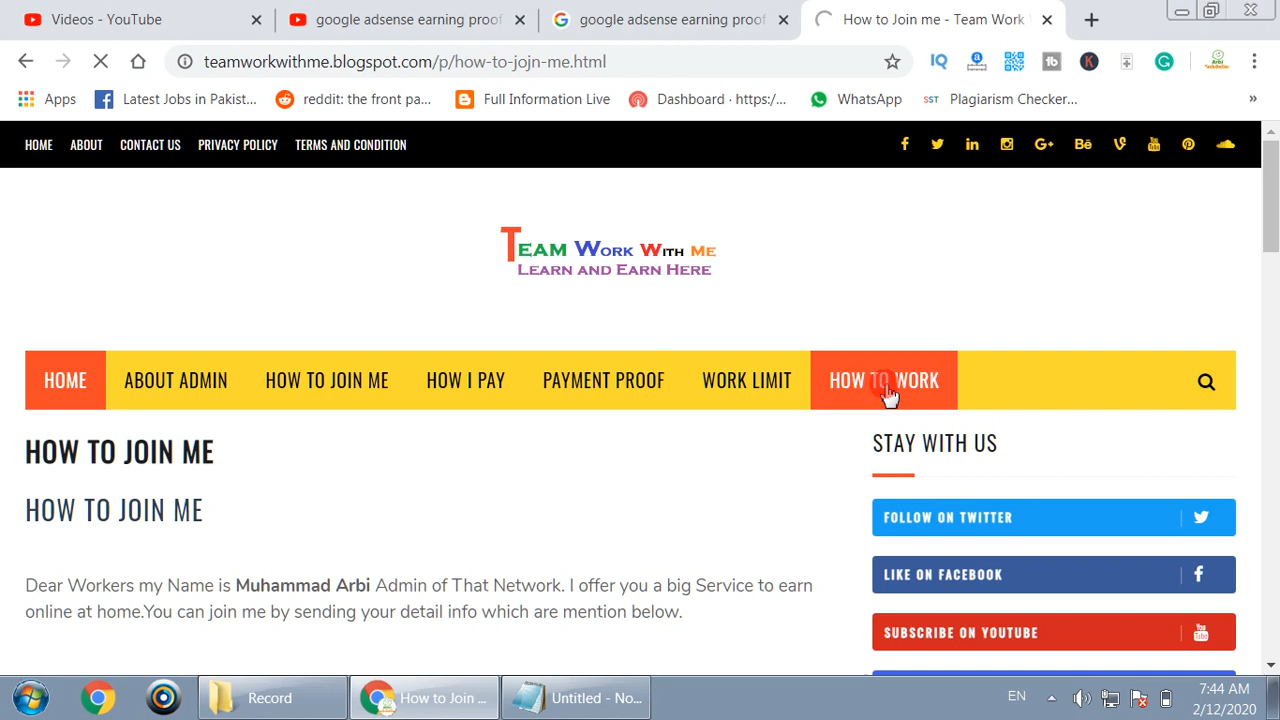 Videos - YouTube
google adsense earning proof
google adsense earning proof
How to Join me - Team Work
teamworkwithme.blogspot.com/p/how-to-jojn-me.html
Apps
Latest Jobs in Pakist...
reddit: the front pa...
Full Information Live
Dashboard · https:/...
WhatsApp
SST
Plagiarism Checker...
HOME
ABOUT
CONTACT US
PRIVACY POLICY
TERMS AND CONDITION
TEAM WORK WITH ME
LEARN AND EARN HERE
HOME
ABOUT ADMIN
HOW TO JOIN ME
HOW I PAY
PAYMENT PROOF
WORK LIMIT
HOW TO WORK
HOW TO JOIN ME
HOW TO JOIN ME
Dear Workers my Name is Muhammad Arbi Admin of That Network. I offer you a big Service to earn
online at home.You can join me by sending your detail info which are mention below.
STAY WITH US
FOLLOW ON TWITTER
LIKE ON FACEBOOK
SUBSCRIBE ON YOUTUBE
Record
How to Join ...
Untitled - No...
EN
7:44 AM
2/12/2020